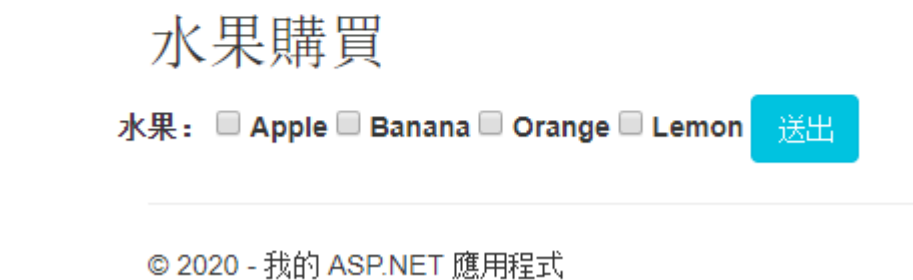 水果購買
水果： Apple Banana Orange Lemon 送出
© 2020 - 我的 ASP.NET 應用程式